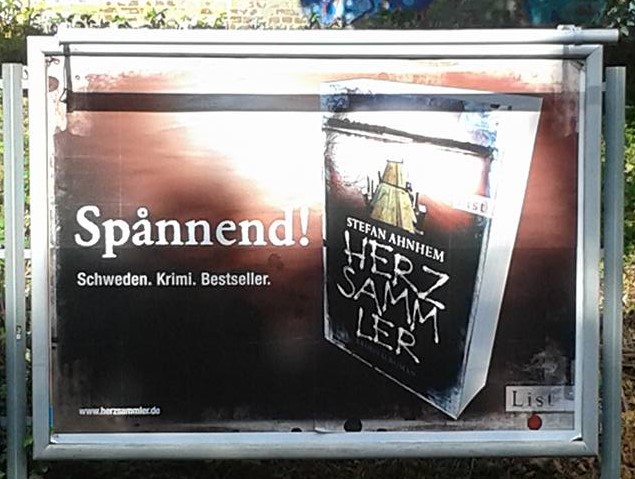 Spånnend!
Schweden. Krimi. Bestseller.
STEFAN AHNHEM
HERZ
SAMM
LER
www.herzsammler.de
List